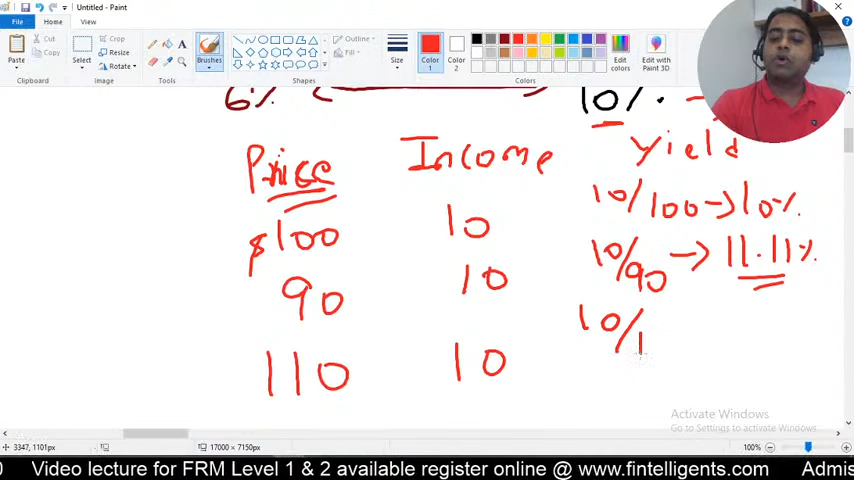 Untitled - Paint
File Home View
Paste
Cut
Copy
Clipboard
Select
Crop
Resize
Rotate
Image
Tools
Brushes
Outline
Fill
Shapes
Size
Color 1
Color 2
Edit colors
Edit with Paint 3D
Colors
6% 10%.
Price Income Yield
$100 10 10/100→10%
90 10 10/90 → 11.11%
110 10 10/1
Activate Windows
Go to Settings to activate Windows.
3347, 1101px 17000 × 7150px 100%
0 Video lecture for FRM Level 1 & 2 available register online @ www.fintelligents.com Admis